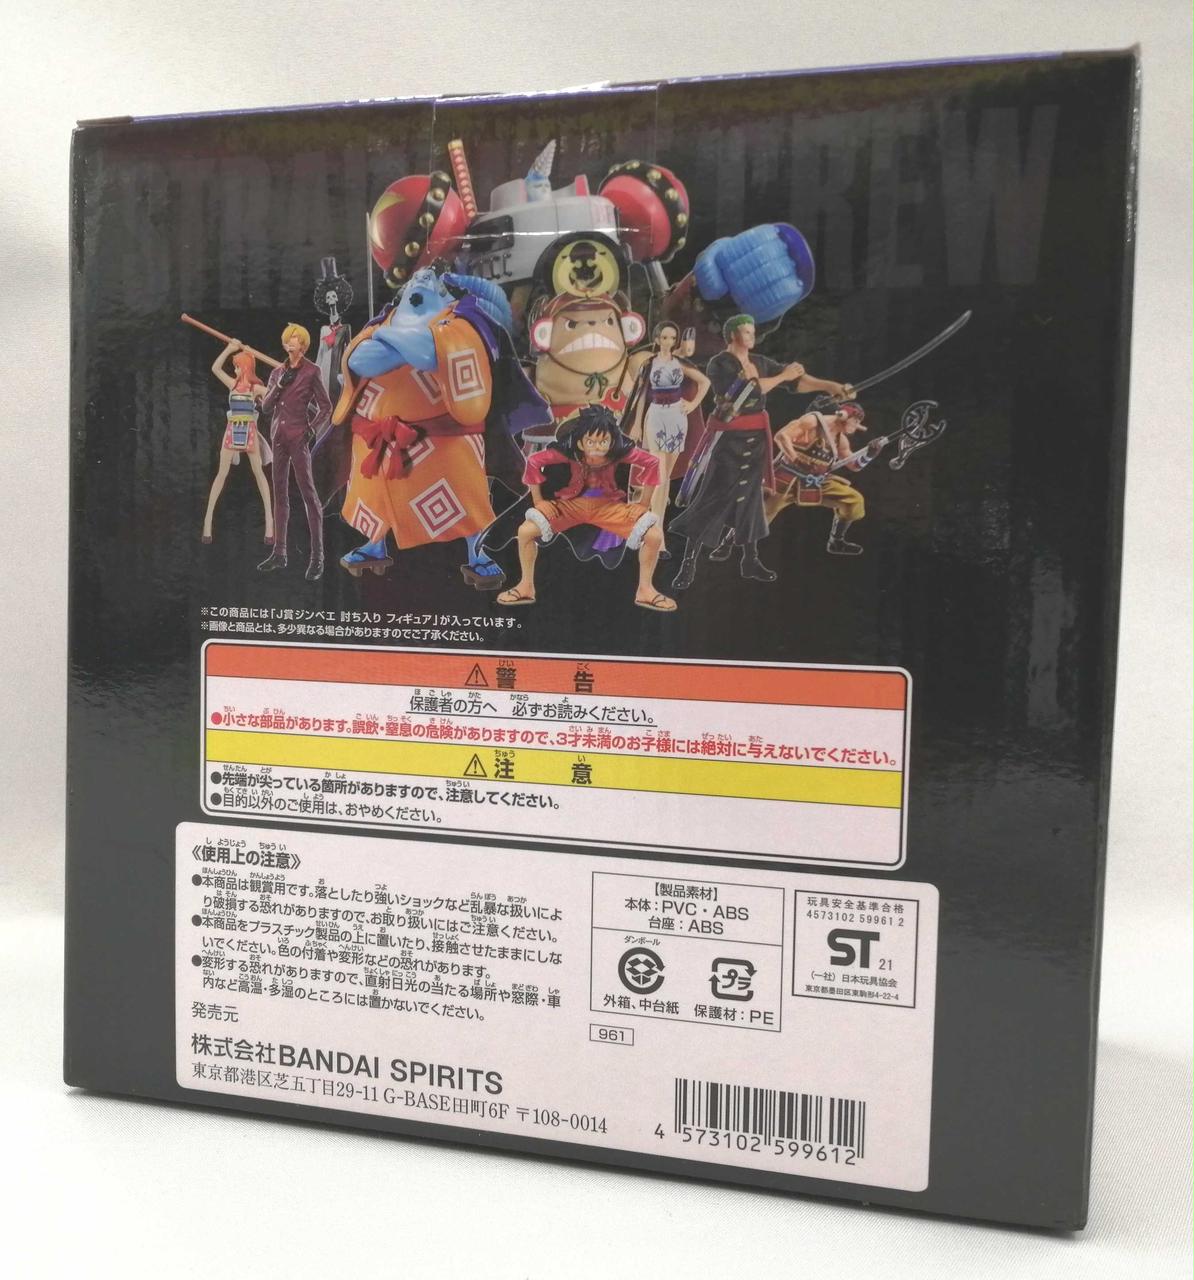 ※この商品には「J賞ジンベエ 討ち入り フィギュア」が入っています。
※画像と商品とは、多少異なる場合がありますのでご了承ください。
⚠警告
保護者の方へ 必ずお読みください。
●小さな部品があります。誤飲・窒息の危険がありますので、3才未満のお子様には絶対に与えないでください。
⚠注意
●先端が尖っている箇所がありますので、注意してください。
●目的以外のご使用は、おやめください。
《使用上の注意》
●本商品は観賞用です。落としたり強いショックなど乱暴な扱いによ
り破損する恐れがありますので、お取り扱いにはご注意ください。
●本商品をプラスチック製品の上に置いたり、接触させたままにしな
いでください。色の付着や変形などの恐れがあります。
●変形する恐れがありますので、直射日光の当たる場所や窓際・車
内など高温・多湿のところには置かないでください。
発売元
株式会社BANDAI SPIRITS
東京都港区芝五丁目29-11 G-BASE田町6F 〒108-0014
【製品素材】
本体：PVC・ABS
台座：ABS
ダンボール
外箱、中台紙
プラ
保護材：PE
961
玩具安全基準合格
4573102 59961 2
ST 21
(一社) 日本玩具協会
東京都墨田区東駒形4-22-4
4 573102 599612